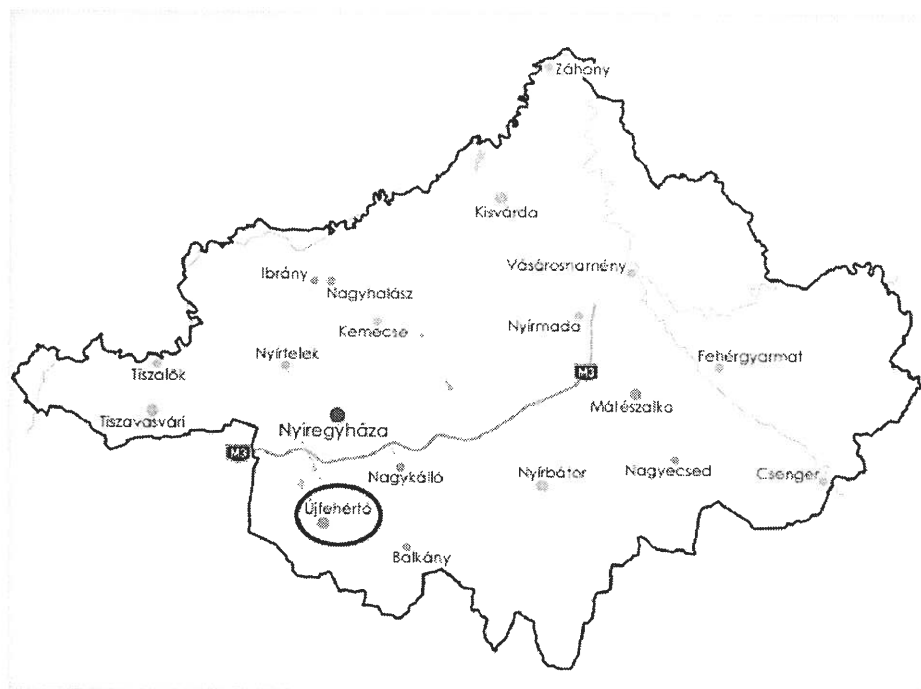 Záhony
Kisvárda
Vásárosnamény
Ibrány
Nagyhalász
Kemecse
Nyírmada
Nyírtelek
Fehérgyarmat
Tiszalök
M3
Mátészalka
Tiszavasvári
Nyíregyháza
M3
Nagykálló
Nyírbátor
Nagyecsed
Csenger
Újfehértó
Balkány